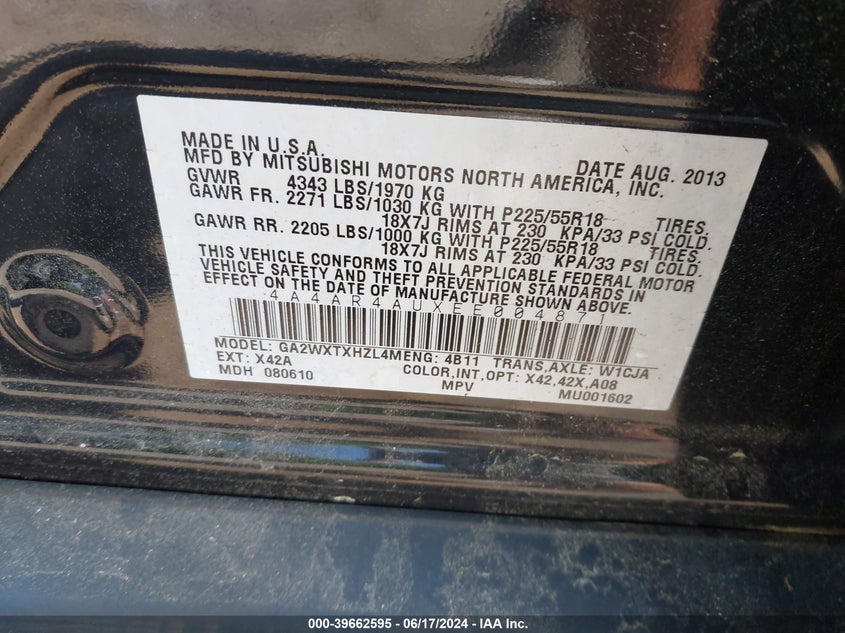 MADE IN U.S.A. DATE AUG. 2013
MFD BY MITSUBISHI MOTORS NORTH AMERICA, INC.
GVWR 4343 LBS/1970 KG
GAWR FR. 2271 LBS/1030 KG WITH P225/55R18 TIRES.
18X7J RIMS AT 230 KPA/33 PSI COLD.
GAWR RR. 2205 LBS/1000 KG WITH P225/55R18 TIRES.
18X7J RIMS AT 230 KPA/33 PSI COLD.
THIS VEHICLE CONFORMS TO ALL APPLICABLE FEDERAL MOTOR
VEHICLE SAFETY AND THEFT PREVENTION STANDARDS IN
EFFECT ON THE DATE OF MANUFACTURE SHOWN ABOVE.
4A4AR4AUXEE00487
MODEL: GA2WXTXHZL4M ENG: 4B11 TRANS,AXLE: W1CJA
EXT: X42A COLOR,INT,OPT: X42,42X,A08
MDH 080610 MPV MU001602
000-39662595 - 06/17/2024 - IAA Inc.